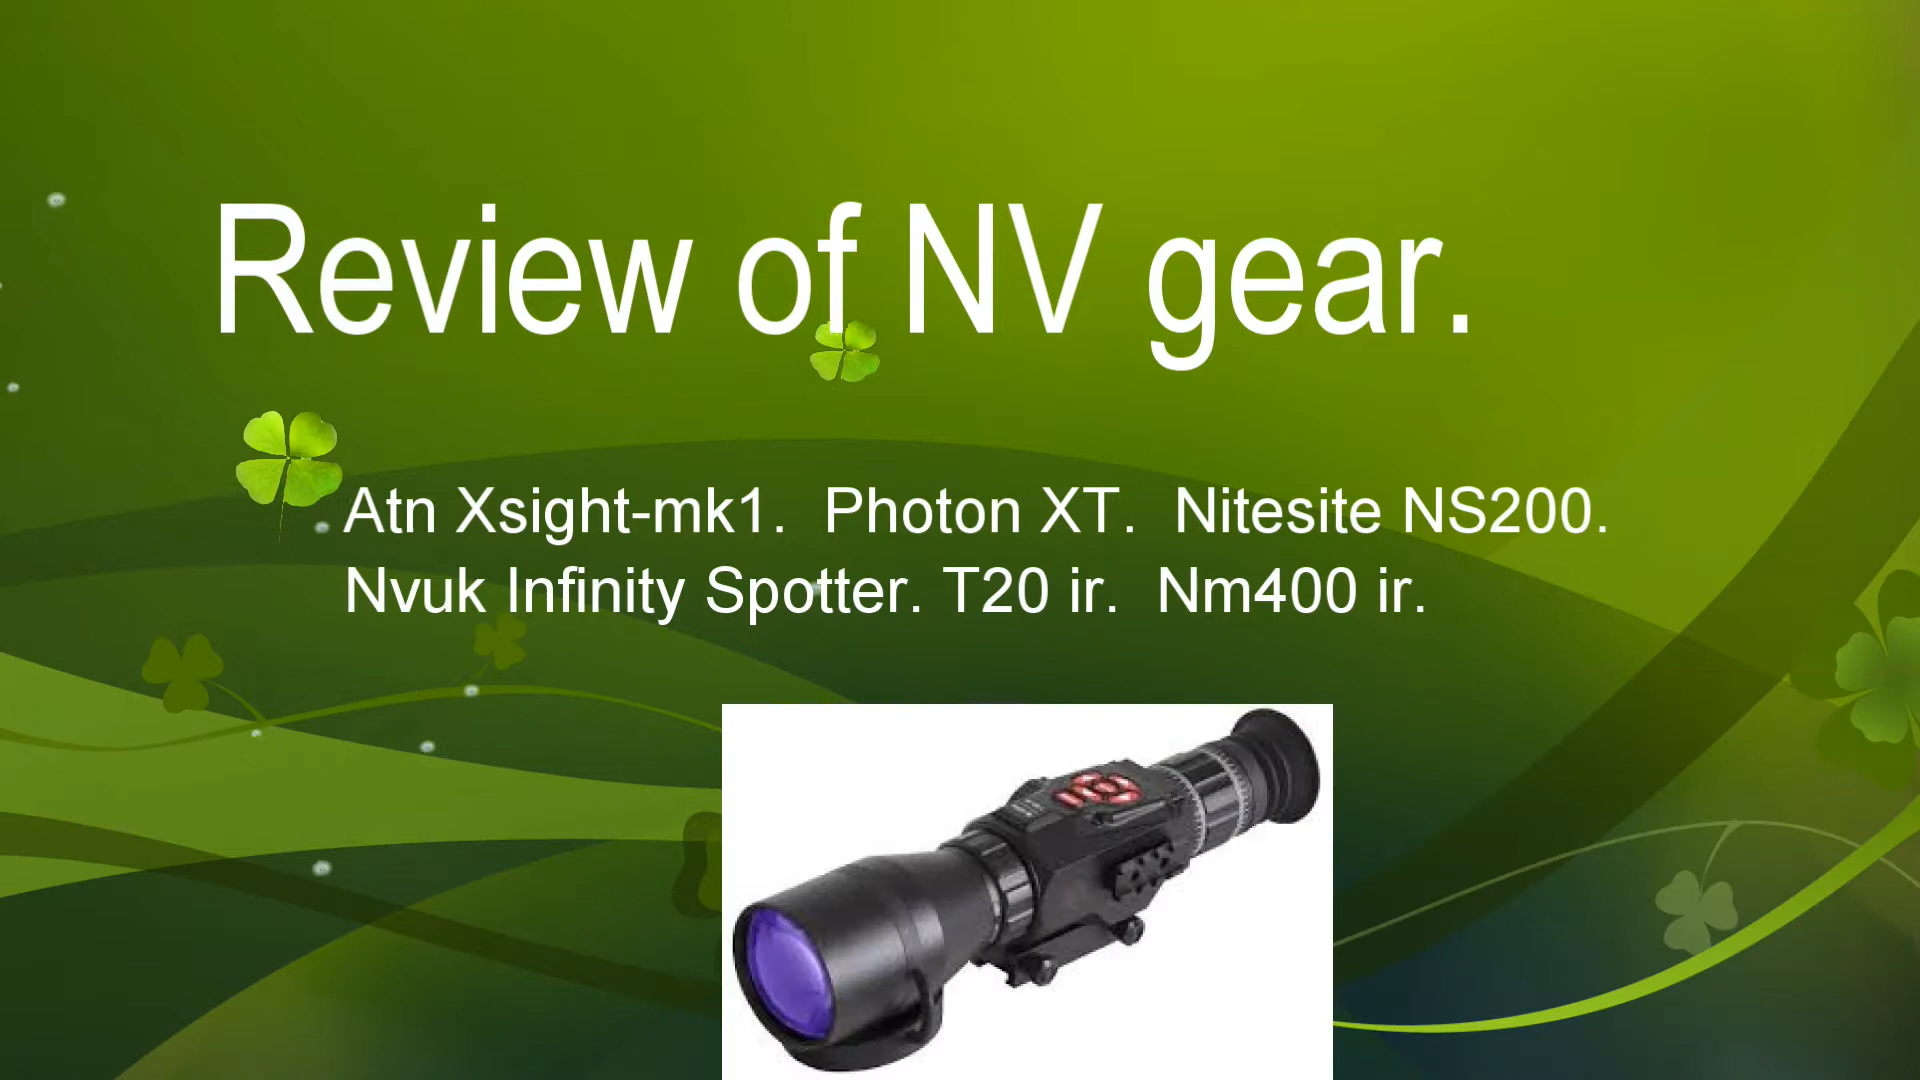 Review of NV gear.
Atn Xsight-mk1.  Photon XT.  Nitesite NS200.
Nvuk Infinity Spotter. T20 ir.  Nm400 ir.